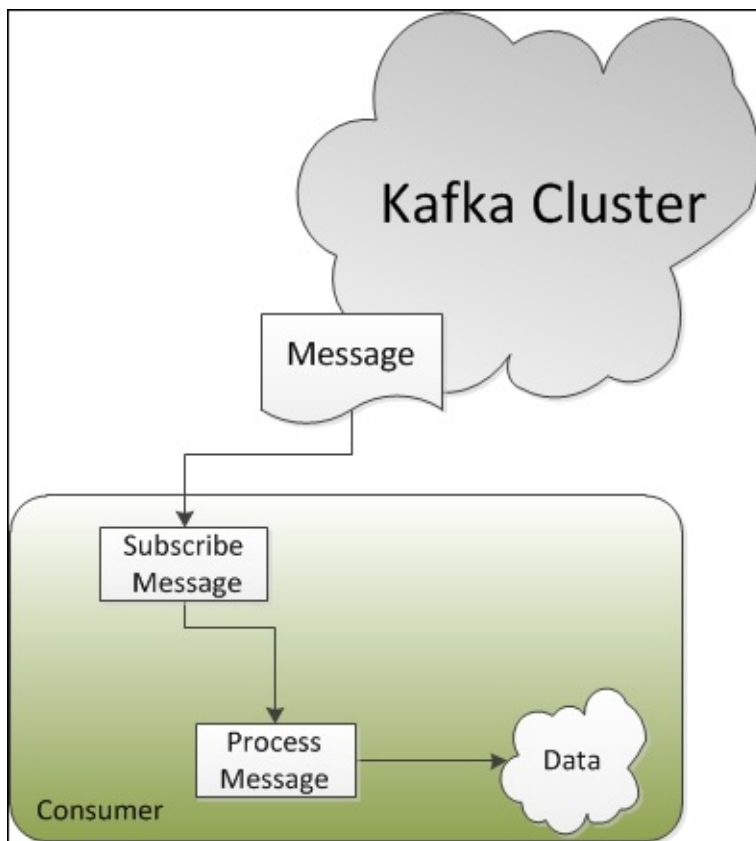 Kafka Cluster
Message
Subscribe
Message
Process
Message
Data
Consumer